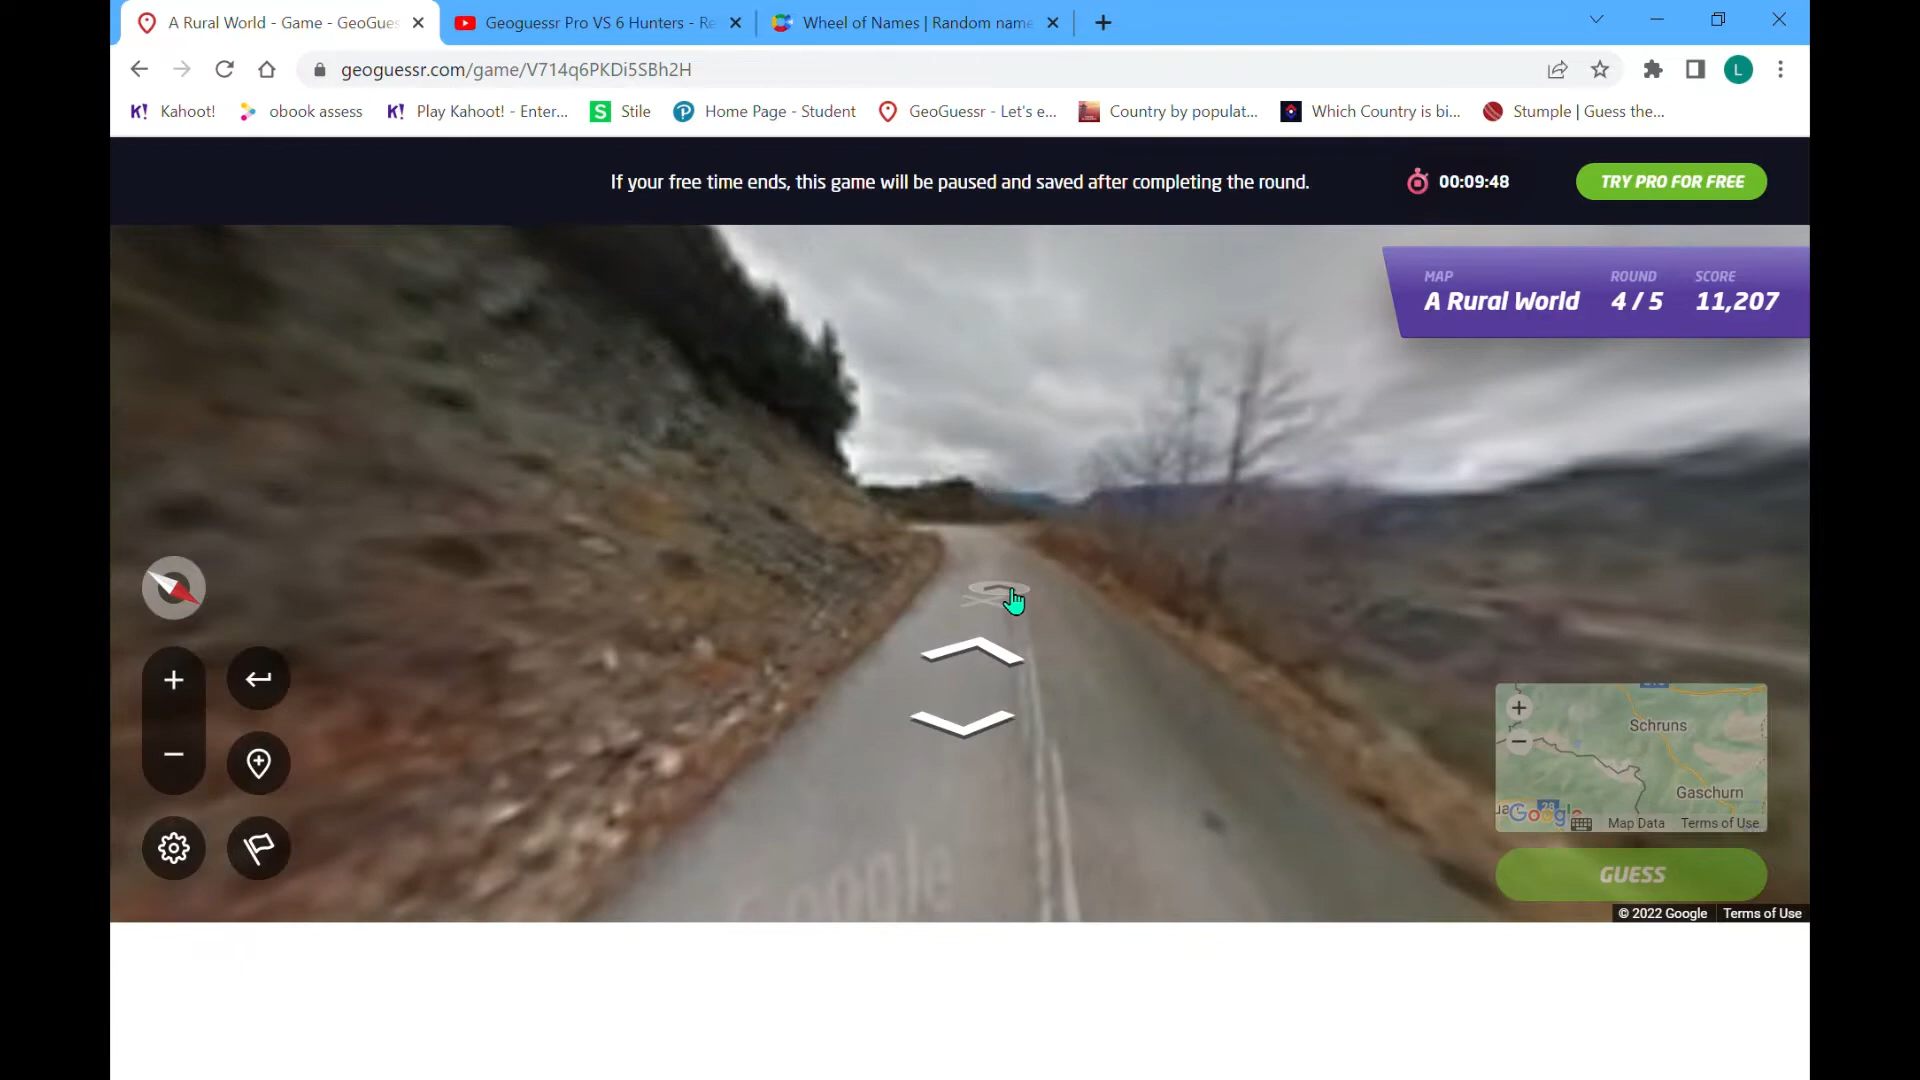 A Rural World - Game - GeoGues
Geoguessr Pro VS 6 Hunters - Re
Wheel of Names | Random name
geoguessr.com/game/V714q6PKDi5SBh2H
L
K! Kahoot!
obook assess
K! Play Kahoot! - Enter...
S Stile
P Home Page - Student
GeoGuessr - Let's e...
Country by populat...
Which Country is bi...
Stumple | Guess the...
If your free time ends, this game will be paused and saved after completing the round.
00:09:48
TRY PRO FOR FREE
MAP ROUND SCORE
A Rural World 4 / 5 11,207
Schruns
Gaschurn
28
Google
Map Data Terms of Use
GUESS
Google
© 2022 Google Terms of Use